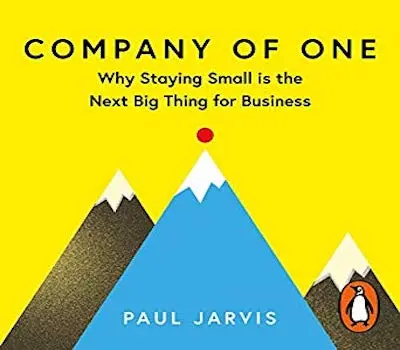 COMPANY OF ONE
Why Staying Small is the
Next Big Thing for Business
PAUL JARVIS